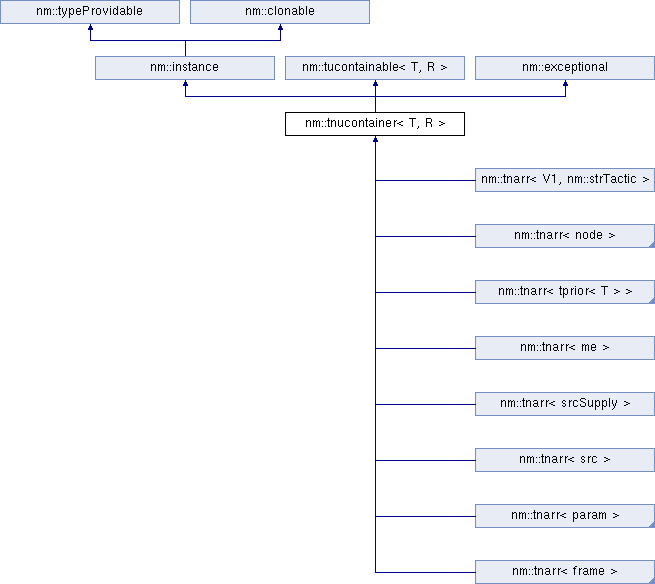 nm::typeProvidable
nm::clonable
nm::instance
nm::tucontainable< T, R >
nm::exceptional
nm::tnucontainer< T, R >
nm::tnarr< V1, nm::strTactic >
nm::tnarr< node >
nm::tnarr< tprior< T > >
nm::tnarr< me >
nm::tnarr< srcSupply >
nm::tnarr< src >
nm::tnarr< param >
nm::tnarr< frame >